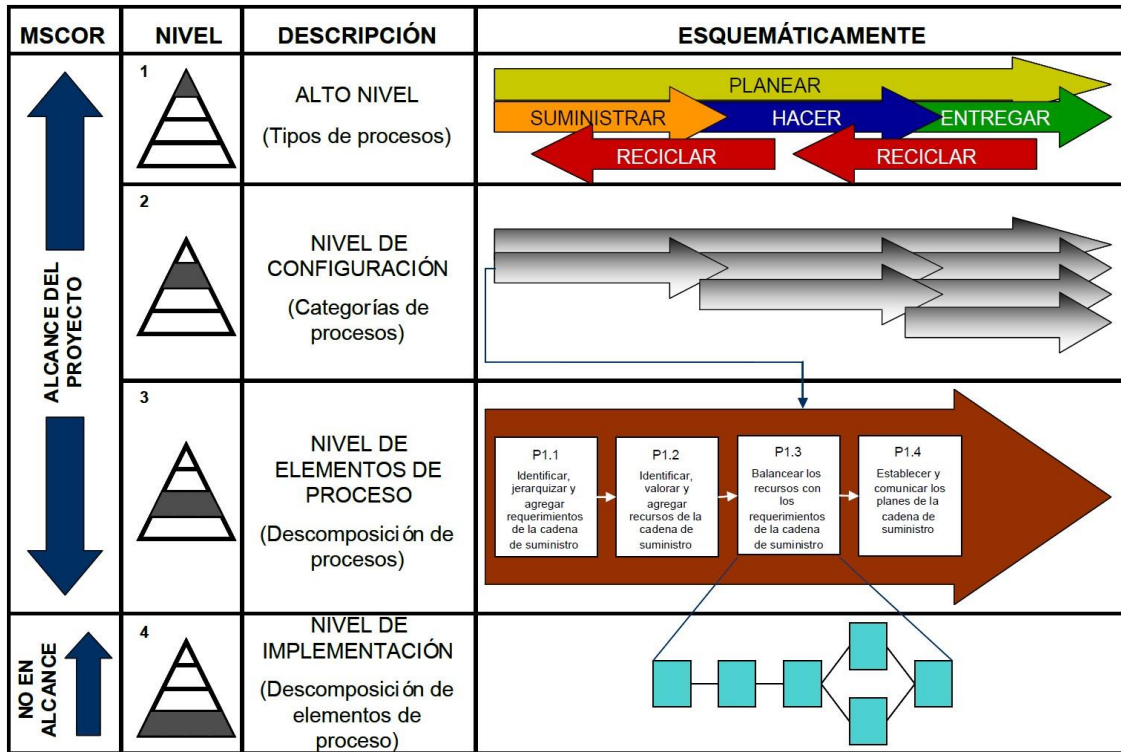 MSCOR
NIVEL
DESCRIPCIÓN
ESQUEMÁTICAMENTE
ALCANCE DEL
PROYECTO
1
ALTO NIVEL
(Tipos de procesos)
PLANEAR
SUMINISTRAR
HACER
ENTREGAR
RECICLAR
RECICLAR
2
NIVEL DE
CONFIGURACIÓN
(Categorías de
procesos)
3
NIVEL DE
ELEMENTOS DE
PROCESO
(Descomposición de
procesos)
P1.1
Identificar,
jerarquizar y
agregar
requerimientos
de la cadena
de suministro
P1.2
Identificar,
valorar y
agregar
recursos de la
cadena de
suministro
P1.3
Balancear los
recursos con
los
requerimientos
de la cadena
de suministro
P1.4
Establecer y
comunicar los
planes de la
cadena de
suministro
NO EN
ALCANCE
4
NIVEL DE
IMPLEMENTACIÓN
(Descomposición de
elementos de
proceso)